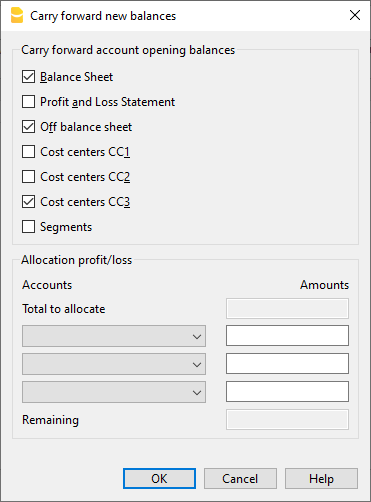 Carry forward new balances
Carry forward account opening balances
Balance Sheet
Profit and Loss Statement
Off balance sheet
Cost centers CC1
Cost centers CC2
Cost centers CC3
Segments
Allocation profit/loss
Accounts Amounts
Total to allocate
Remaining
OK Cancel Help